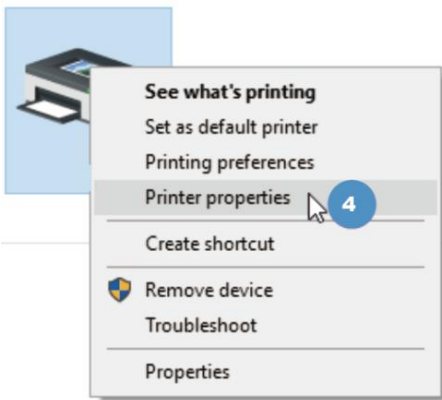 See what's printing
Set as default printer
Printing preferences
Printer properties
4
Create shortcut
Remove device
Troubleshoot
Properties